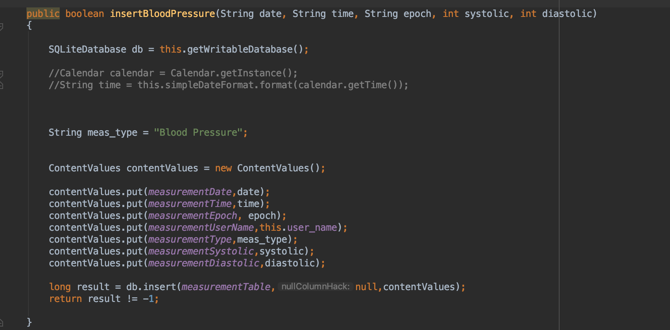 public boolean insertBloodPressure(String date, String time, String epoch, int systolic, int diastolic)
{
SQLiteDatabase db = this.getWritableDatabase();
//Calendar calendar = Calendar.getInstance();
//String time = this.simpleDateFormat.format(calendar.getTime());
String meas_type = "Blood Pressure";
ContentValues contentValues = new ContentValues();
contentValues.put(measurementDate,date);
contentValues.put(measurementTime,time);
contentValues.put(measurementEpoch, epoch);
contentValues.put(measurementUserName,this.user_name);
contentValues.put(measurementType,meas_type);
contentValues.put(measurementSystolic,systolic);
contentValues.put(measurementDiastolic,diastolic);
long result = db.insert(measurementTable, nullColumnHack: null,contentValues);
return result != -1;
}